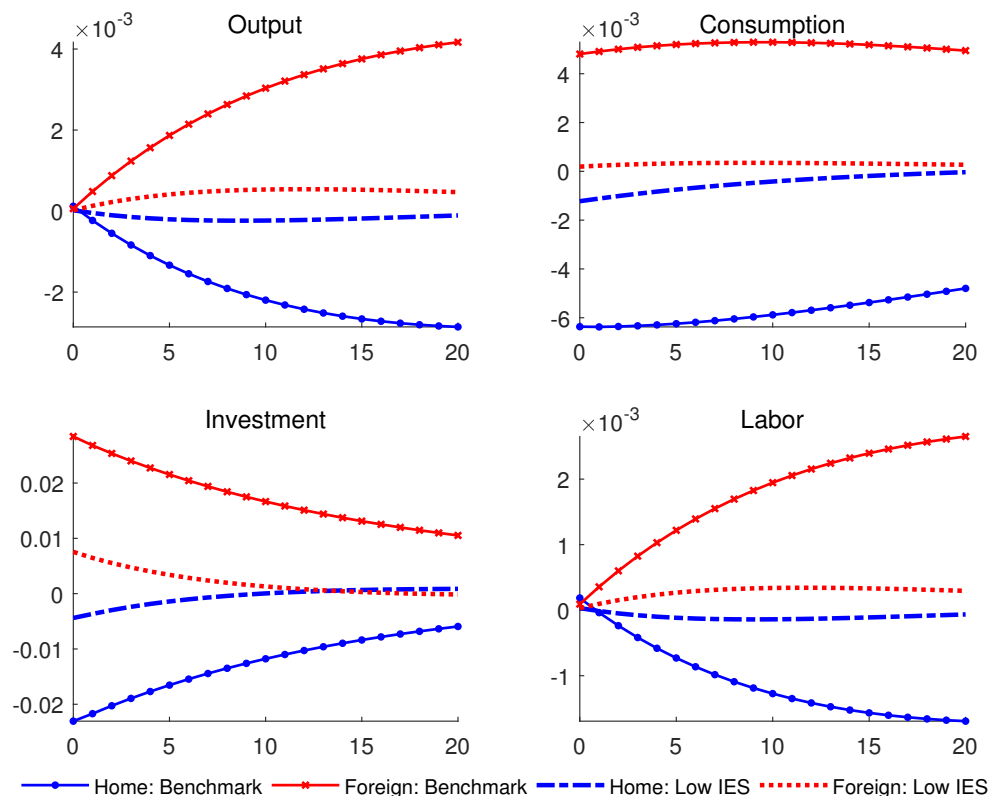 ×10⁻³ Output
4
2
0
-2
0 5 10 15 20
×10⁻³ Consumption
4
2
0
-2
-4
-6
0 5 10 15 20
Investment
0.02
0.01
0
-0.01
-0.02
0 5 10 15 20
×10⁻³ Labor
2
1
0
-1
0 5 10 15 20
Home: Benchmark Foreign: Benchmark Home: Low IES Foreign: Low IES